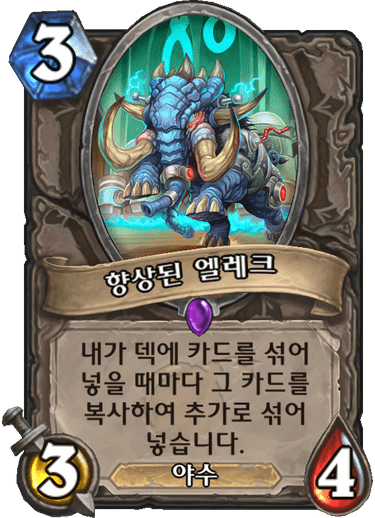 3
향상된 엘레크
내가 덱에 카드를 섞어
넣을 때마다 그 카드를
복사하여 추가로 섞어
넣습니다.
야수
3
4